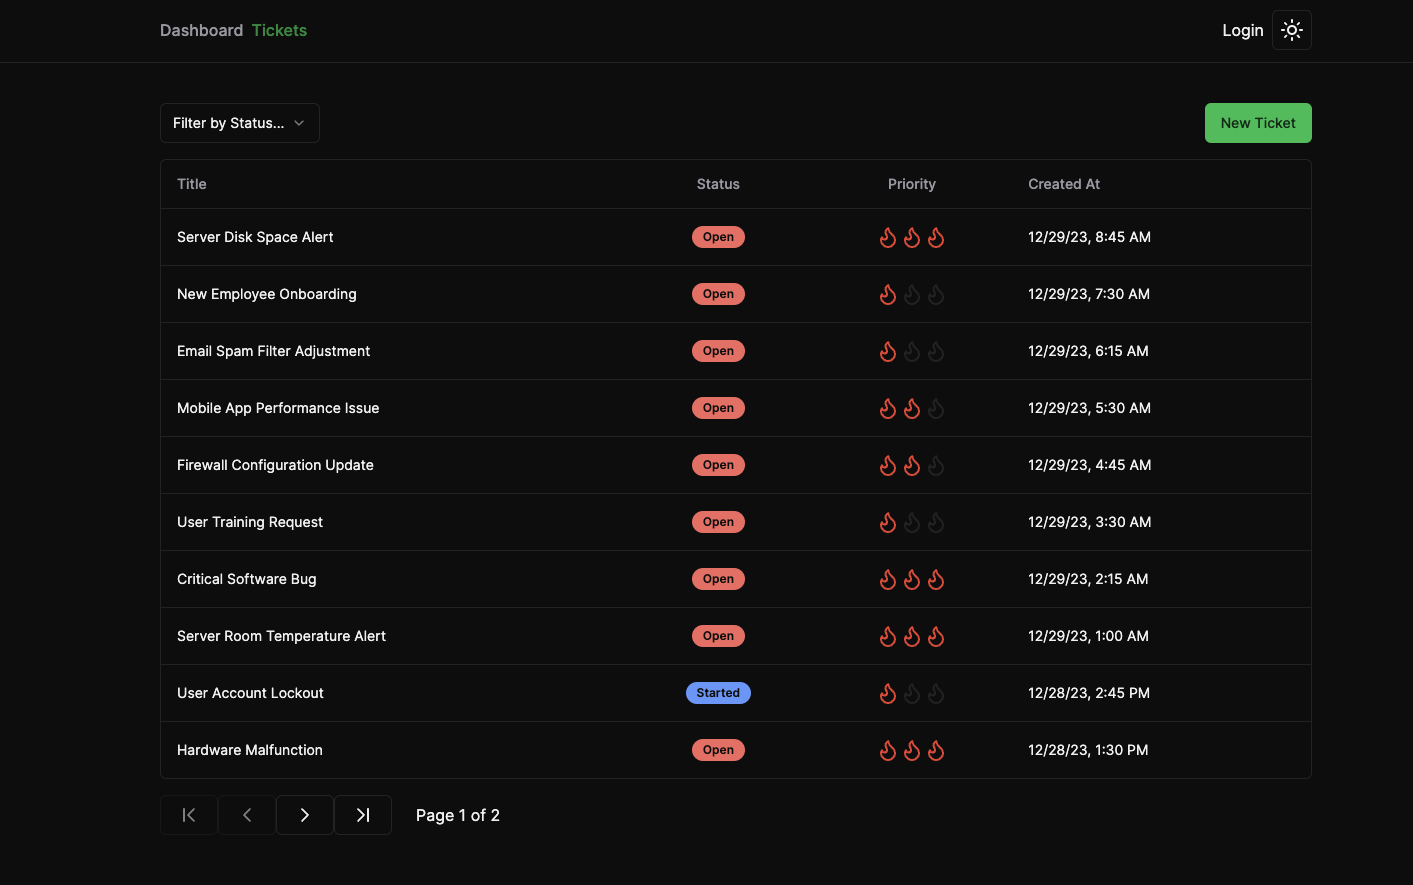 Dashboard Tickets Login
Filter by Status... New Ticket
Title Status Priority Created At
Server Disk Space Alert Open 12/29/23, 8:45 AM
New Employee Onboarding Open 12/29/23, 7:30 AM
Email Spam Filter Adjustment Open 12/29/23, 6:15 AM
Mobile App Performance Issue Open 12/29/23, 5:30 AM
Firewall Configuration Update Open 12/29/23, 4:45 AM
User Training Request Open 12/29/23, 3:30 AM
Critical Software Bug Open 12/29/23, 2:15 AM
Server Room Temperature Alert Open 12/29/23, 1:00 AM
User Account Lockout Started 12/28/23, 2:45 PM
Hardware Malfunction Open 12/28/23, 1:30 PM
Page 1 of 2